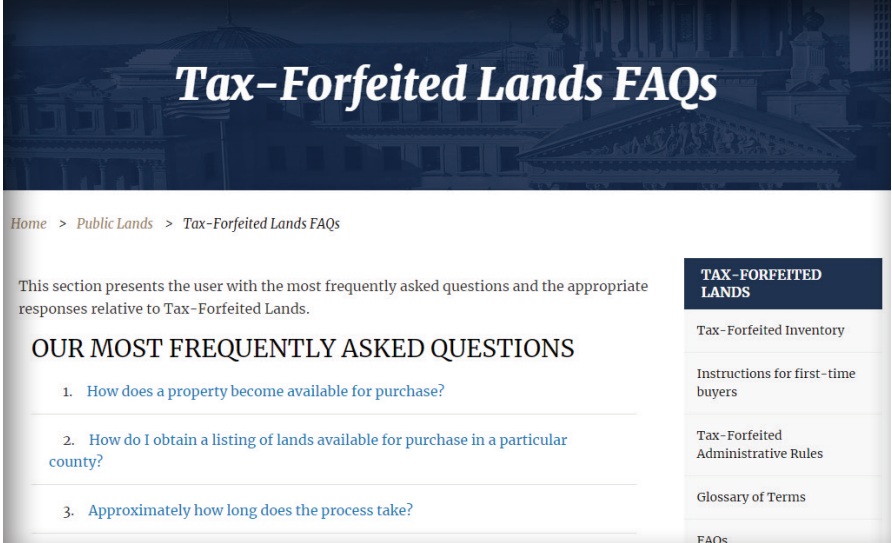 Tax-Forfeited Lands FAQs
Home > Public Lands > Tax-Forfeited Lands FAQs
This section presents the user with the most frequently asked questions and the appropriate
responses relative to Tax-Forfeited Lands.
OUR MOST FREQUENTLY ASKED QUESTIONS
1. How does a property become available for purchase?
2. How do I obtain a listing of lands available for purchase in a particular
county?
3. Approximately how long does the process take?
TAX-FORFEITED
LANDS
Tax-Forfeited Inventory
Instructions for first-time
buyers
Tax-Forfeited
Administrative Rules
Glossary of Terms
FAQs